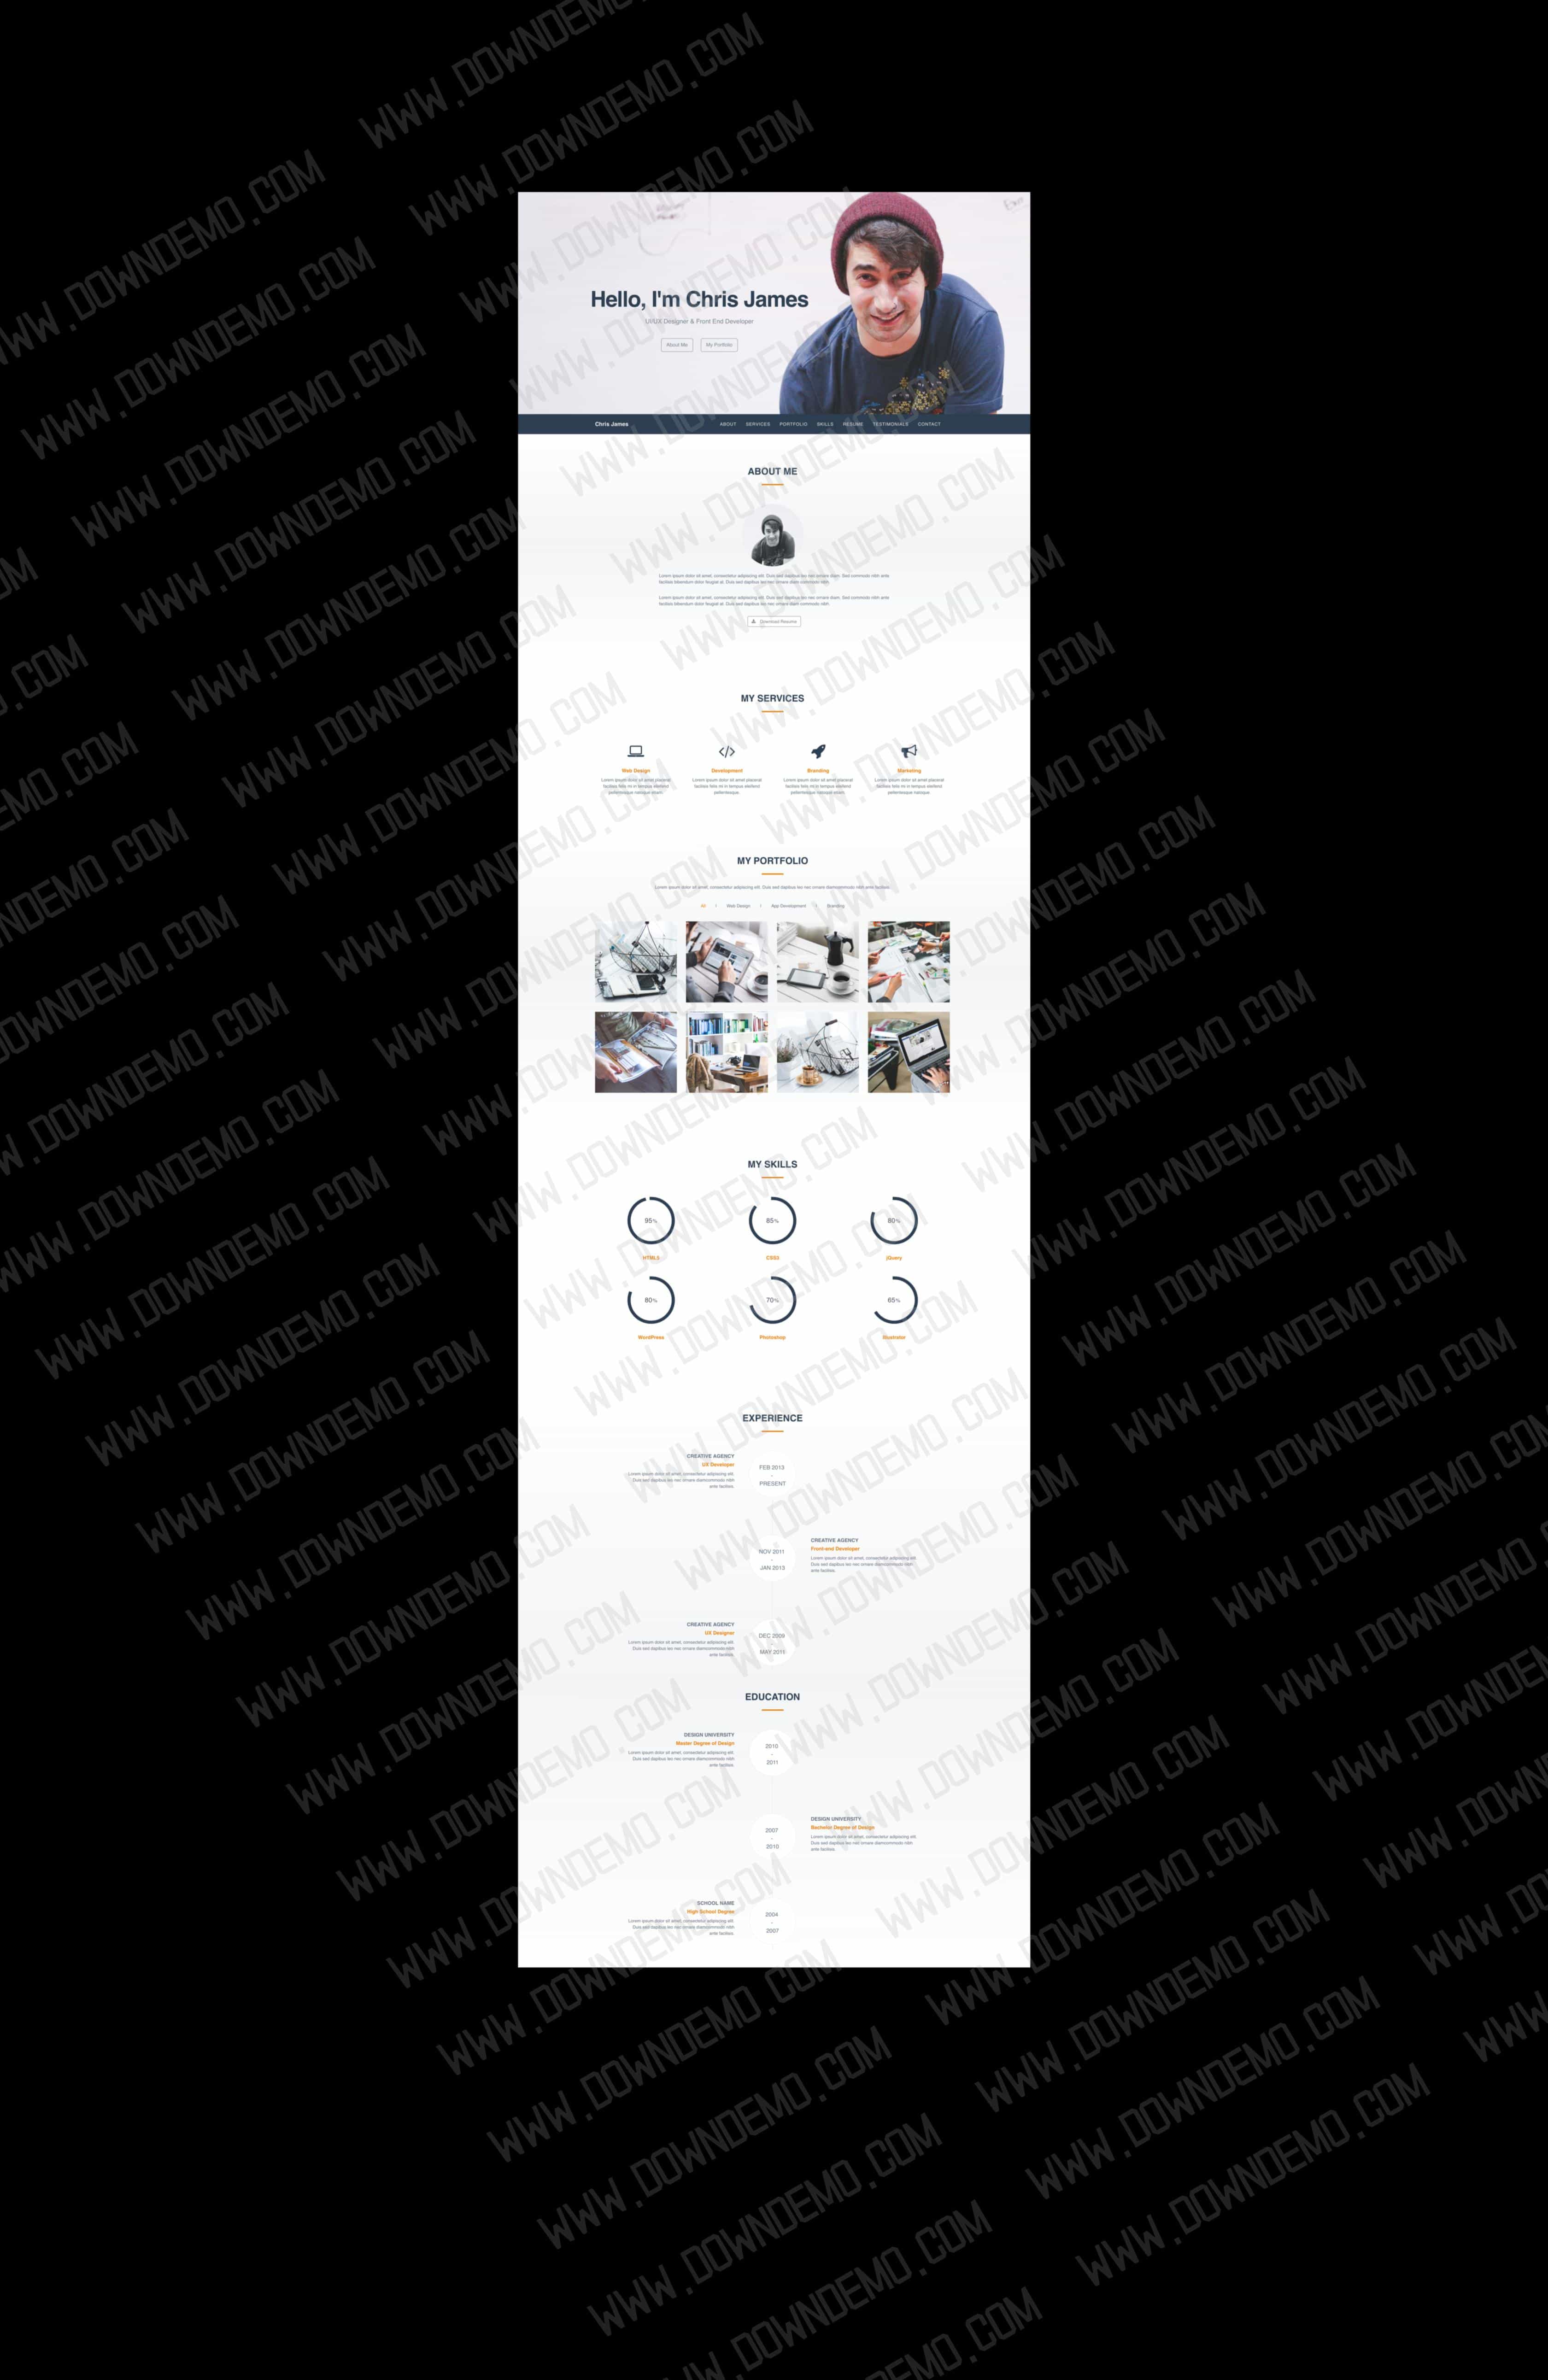 WWW.DOWNDEMO.COM
Hello, I'm Chris James
UI/UX Designer & Front End Developer
About Me
My Portfolio
Chris James
ABOUT SERVICES PORTFOLIO SKILLS RESUME TESTIMONIALS CONTACT
ABOUT ME
Lorem ipsum dolor sit amet, consectetur adipiscing elit. Duis sed dapibus leo nec ornare diam. Sed commodo nibh ante
facilisis bibendum dolor feugiat at. Duis sed dapibus leo nec ornare diam commodo nibh.
Lorem ipsum dolor sit amet, consectetur adipiscing elit. Duis sed dapibus leo nec ornare diam. Sed commodo nibh ante
facilisis bibendum dolor feugiat at. Duis sed dapibus leo nec ornare diam commodo nibh.
Download Resume
MY SERVICES
Web Design
Lorem ipsum dolor sit amet placerat
facilisis felis mi in tempus eleifend
pellentesque natoque etiam.
Development
Lorem ipsum dolor sit amet placerat
facilisis felis mi in tempus eleifend
pellentesque.
Branding
Lorem ipsum dolor sit amet placerat
facilisis felis mi in tempus eleifend
pellentesque natoque etiam.
Marketing
Lorem ipsum dolor sit amet placerat
facilisis felis mi in tempus eleifend
pellentesque natoque
MY PORTFOLIO
Lorem ipsum dolor sit amet, consectetur adipiscing elit. Duis sed dapibus leo nec ornare diamcommodo nibh ante facilisis.
All / Web Design / App Development / Branding
MY SKILLS
95%
85%
80%
HTML5
CSS3
jQuery
80%
70%
65%
WordPress
Photoshop
Illustrator
EXPERIENCE
CREATIVE AGENCY
UX Developer
Lorem ipsum dolor sit amet, consectetur adipiscing elit.
Duis sed dapibus leo nec ornare diamcommodo nibh
ante facilisis.
FEB 2013
-
PRESENT
NOV 2011
-
JAN 2013
CREATIVE AGENCY
Front-end Developer
Lorem ipsum dolor sit amet, consectetur adipiscing elit.
Duis sed dapibus leo nec ornare diamcommodo nibh
ante facilisis.
CREATIVE AGENCY
UX Designer
Lorem ipsum dolor sit amet, consectetur adipiscing elit.
Duis sed dapibus leo nec ornare diamcommodo nibh
ante facilisis.
DEC 2009
-
MAY 2011
EDUCATION
DESIGN UNIVERSITY
Master Degree of Design
Lorem ipsum dolor sit amet, consectetur adipiscing elit.
Duis sed dapibus leo nec ornare diamcommodo nibh
ante facilisis.
2010
-
2011
2007
-
2010
DESIGN UNIVERSITY
Bachelor Degree of Design
Lorem ipsum dolor sit amet, consectetur adipiscing elit.
Duis sed dapibus leo nec ornare diamcommodo nibh
ante facilisis.
SCHOOL NAME
High School Degree
Lorem ipsum dolor sit amet, consectetur adipiscing elit.
Duis sed dapibus leo nec ornare diamcommodo nibh
ante facilisis.
2004
-
2007